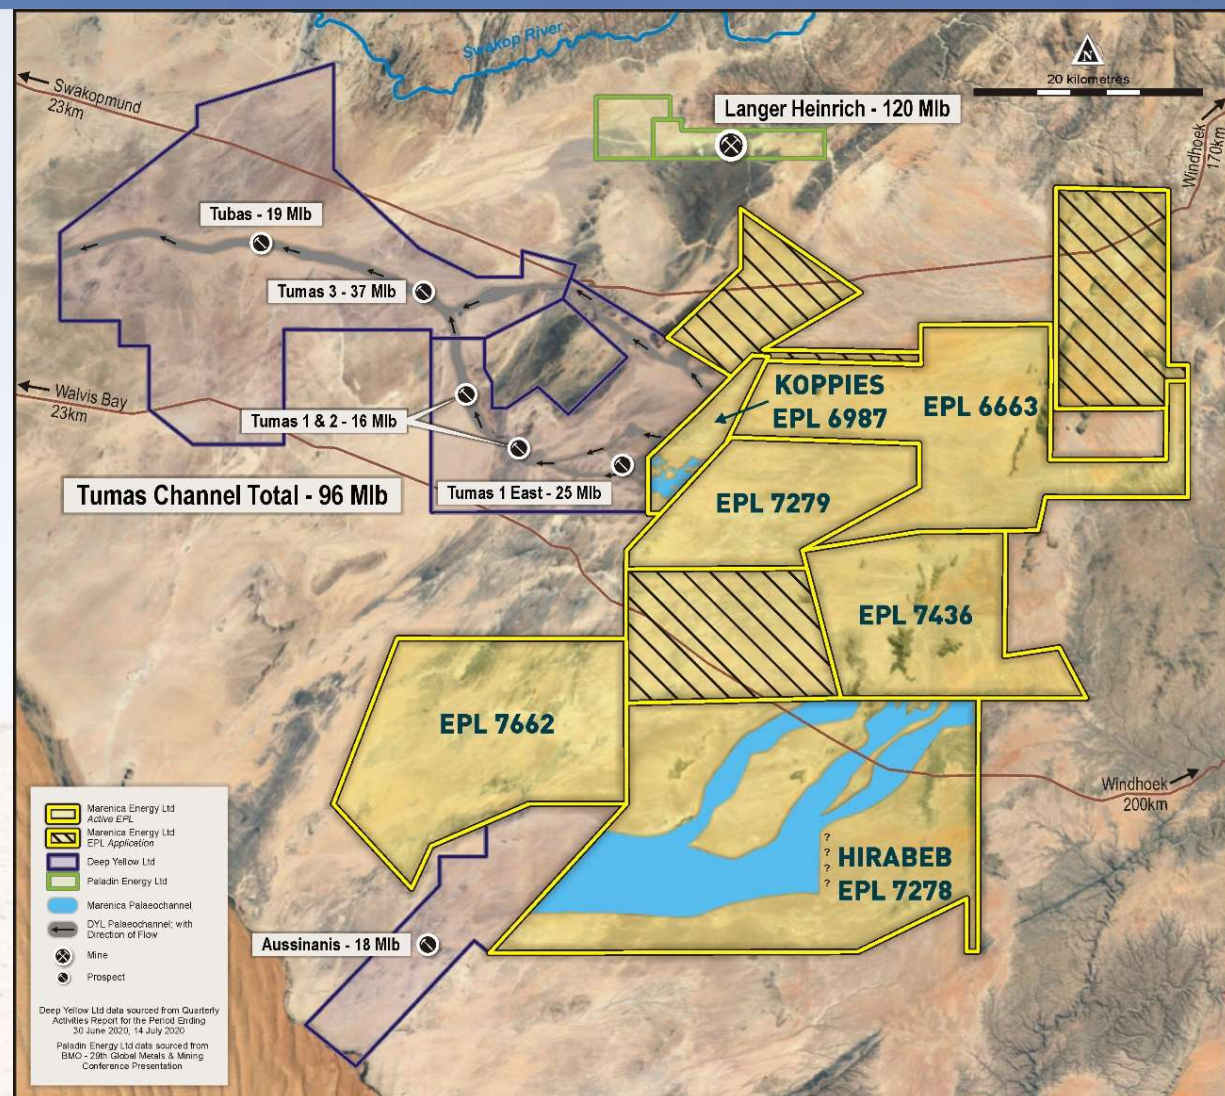 Swakop River
N
20 kilometres
Swakopmund
23km
Langer Heinrich - 120 Mlb
Windhoek
170km
Tubas - 19 Mlb
Tumas 3 - 37 Mlb
Walvis Bay
23km
KOPPIES
EPL 6987
EPL 6663
Tumas 1 & 2 - 16 Mlb
Tumas Channel Total - 96 Mlb
Tumas 1 East - 25 Mlb
EPL 7279
EPL 7436
EPL 7662
Windhoek
200km
?
?
?
?
HIRABEB
EPL 7278
Aussinanis - 18 Mlb
Marenica Energy Ltd
Active EPL
Marenica Energy Ltd
EPL Application
Deep Yellow Ltd
Paladin Energy Ltd
Marenica Palaeochannel
DYL Palaeochannel; with
Direction of Flow
Mine
Prospect
Deep Yellow Ltd data sourced from Quarterly
Activities Report for the Period Ending
30 June 2020, 14 July 2020
Paladin Energy Ltd data sourced from
BMO - 29th Global Metals & Mining
Conference Presentation